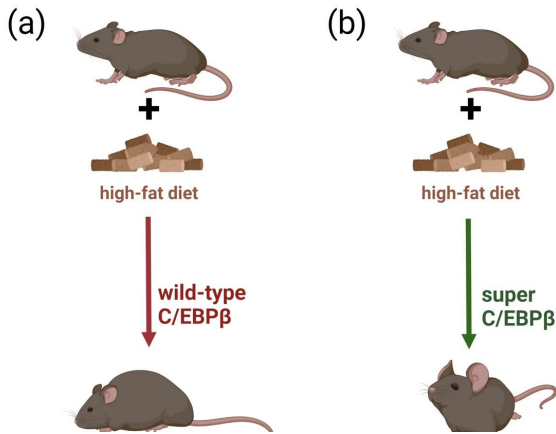 (a)
(b)
+
+
high-fat diet
high-fat diet
wild-type
C/EBPβ
super
C/EBPβ